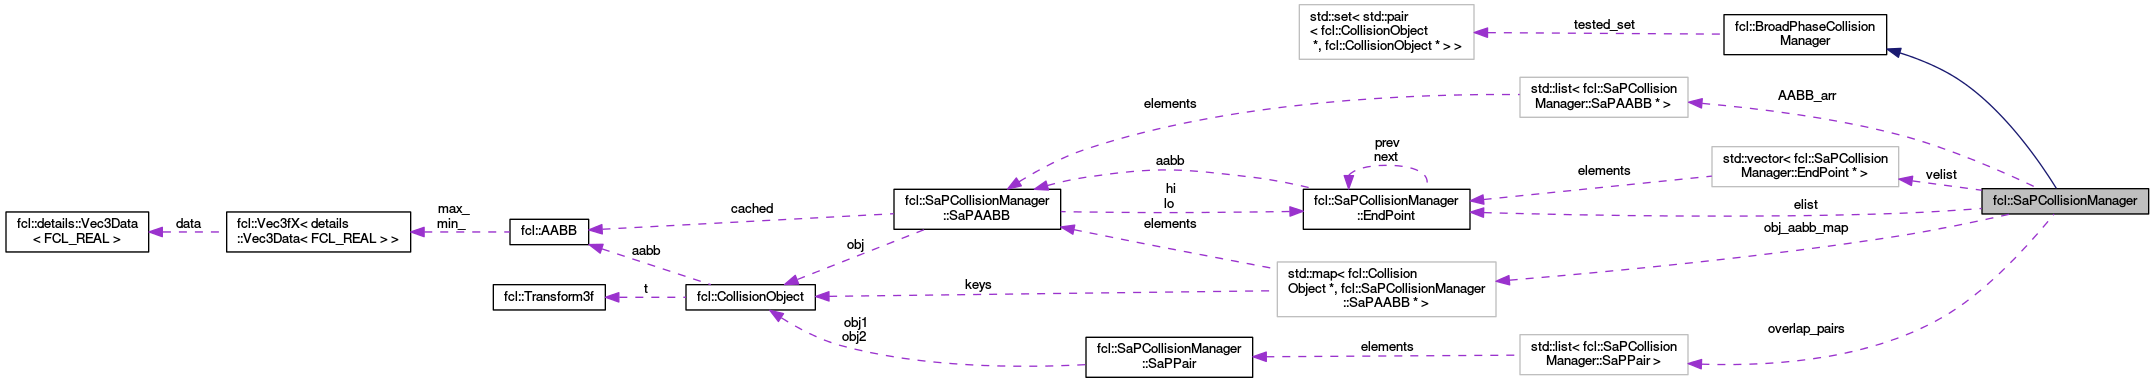 std::set< std::pair
< fcl::CollisionObject
*, fcl::CollisionObject * > >
tested_set
fcl::BroadPhaseCollision
Manager
std::list< fcl::SaPCollision
Manager::SaPAABB * >
AABB_arr
elements
prev
next
aabb
hi
lo
elements
std::vector< fcl::SaPCollision
Manager::EndPoint * >
velist
elements
fcl::SaPCollisionManager
elist
obj_aabb_map
fcl::SaPCollisionManager
::SaPAABB
fcl::SaPCollisionManager
::EndPoint
fcl::details::Vec3Data
< FCL_REAL >
data
fcl::Vec3fX< details
::Vec3Data< FCL_REAL > >
max_
min_
fcl::AABB
cached
obj
aabb
fcl::Transform3f
t
fcl::CollisionObject
keys
std::map< fcl::Collision
Object *, fcl::SaPCollisionManager
::SaPAABB * >
obj1
obj2
fcl::SaPCollisionManager
::SaPPair
elements
std::list< fcl::SaPCollision
Manager::SaPPair >
overlap_pairs